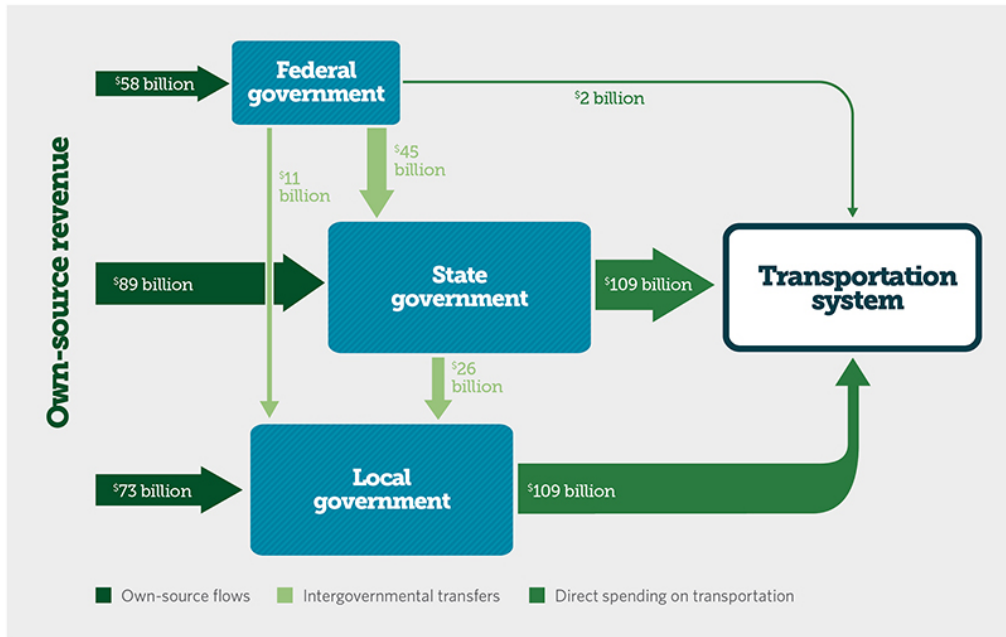 Own-source revenue
$58 billion
Federal
government
$2 billion
$11
billion
$45
billion
$89 billion
State
government
$109 billion
Transportation
system
$26
billion
$73 billion
Local
government
$109 billion
Own-source flows
Intergovernmental transfers
Direct spending on transportation